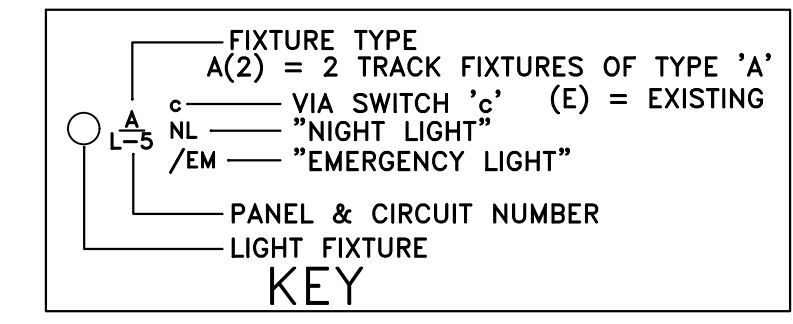 FIXTURE TYPE
A(2) = 2 TRACK FIXTURES OF TYPE 'A'
c VIA SWITCH 'c' (E) = EXISTING
A
L-5
NL "NIGHT LIGHT"
/EM "EMERGENCY LIGHT"
PANEL & CIRCUIT NUMBER
LIGHT FIXTURE
KEY